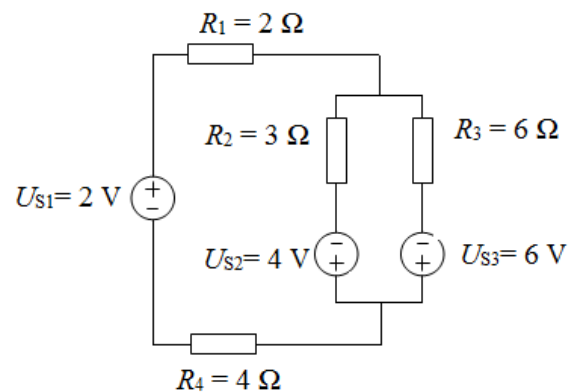 R1 = 2 Ω
R2 = 3 Ω
R3 = 6 Ω
US1= 2 V
+
−
US2= 4 V
−
+
−
+
US3= 6 V
R4 = 4 Ω